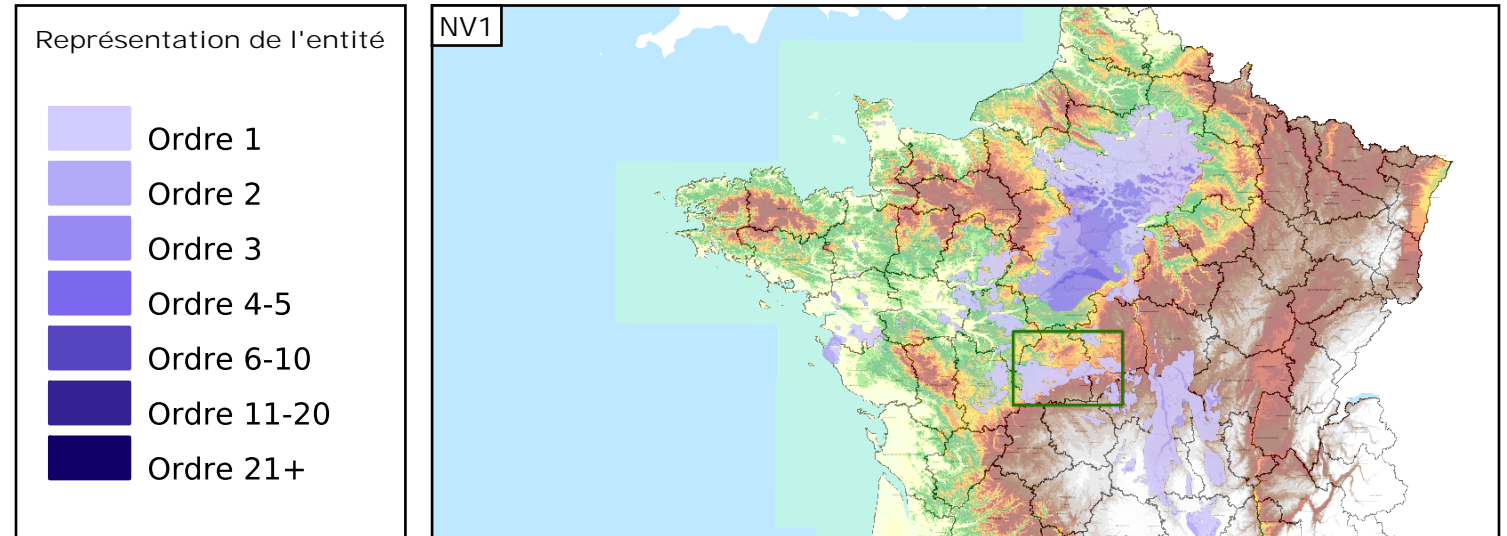 Représentation de l'entité
Ordre 1
Ordre 2
Ordre 3
Ordre 4-5
Ordre 6-10
Ordre 11-20
Ordre 21+
NV1